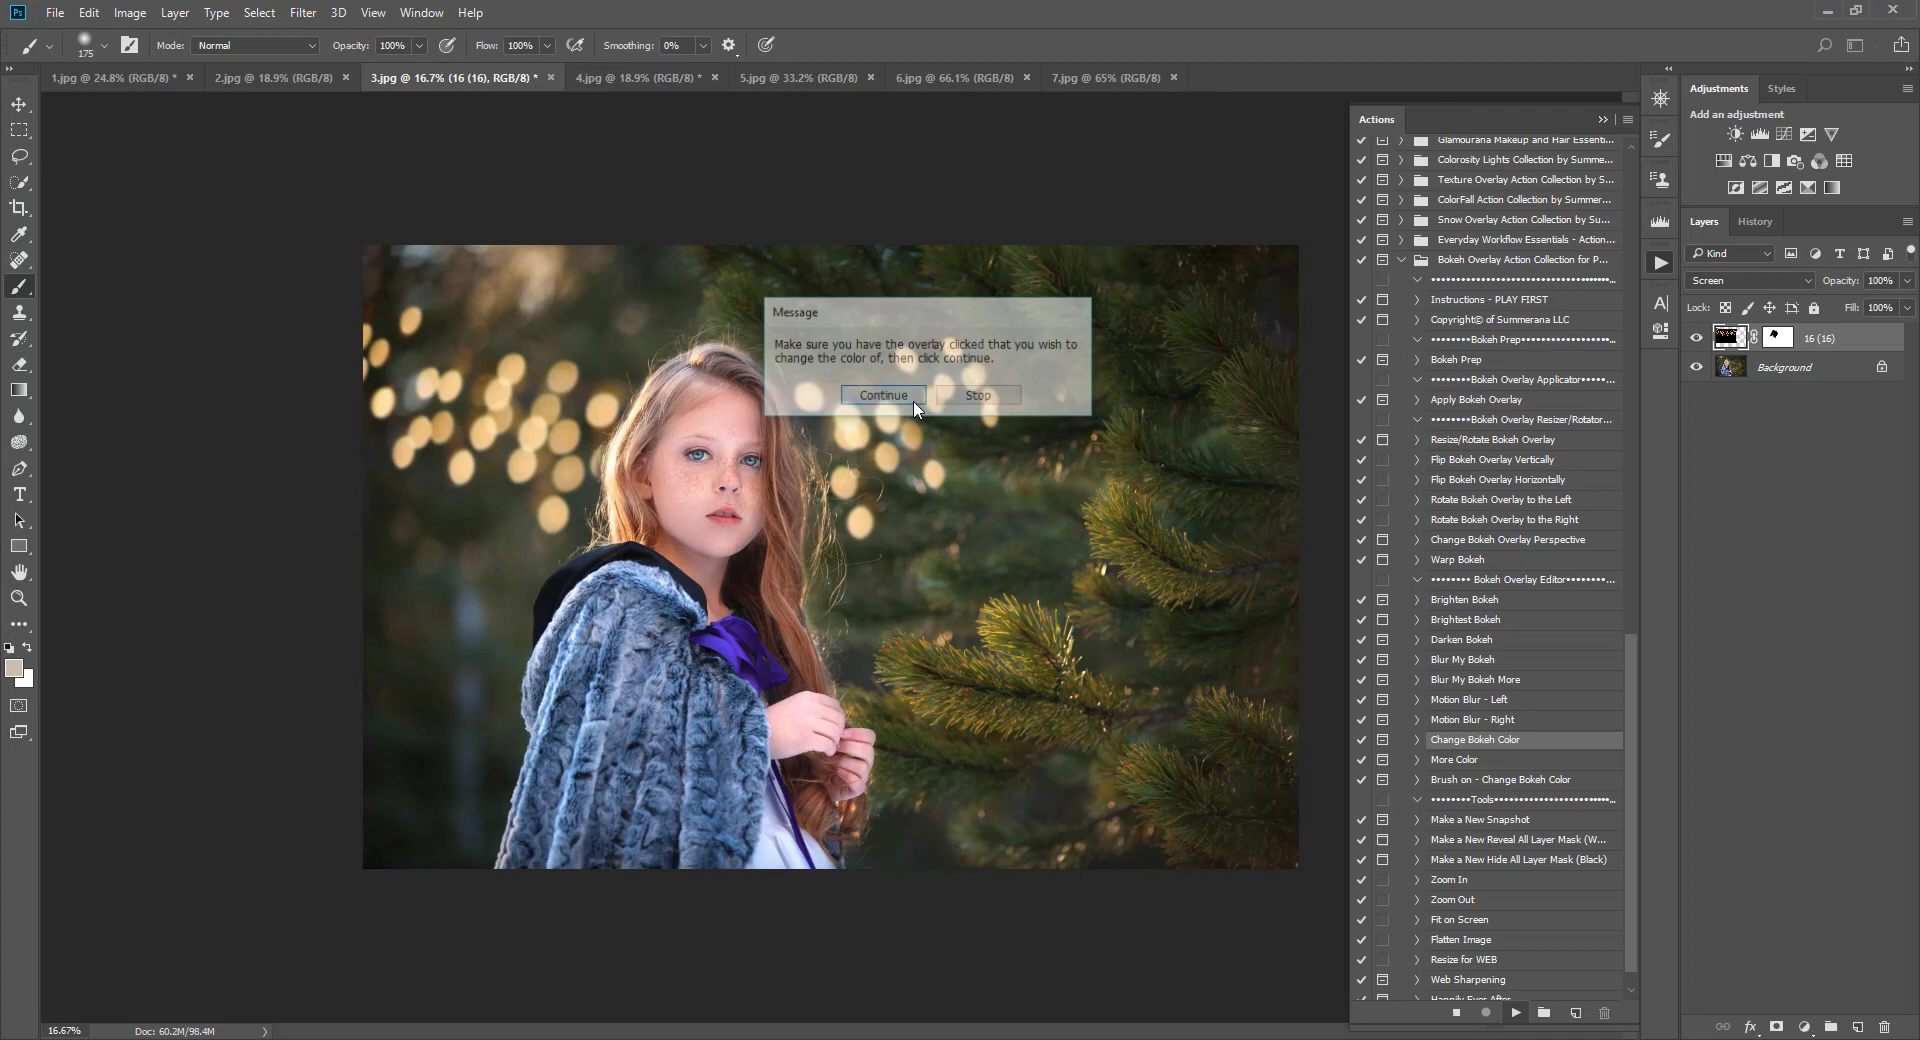 Ps File Edit Image Layer Type Select Filter 3D View Window Help
175 Mode: Normal Opacity: 100% Flow: 100% Smoothing: 0%
1.jpg @ 24.8% (RGB/8) * 2.jpg @ 18.9% (RGB/8) 3.jpg @ 16.7% (16 (16), RGB/8) * 4.jpg @ 18.9% (RGB/8) * 5.jpg @ 33.2% (RGB/8) 6.jpg @ 66.1% (RGB/8) 7.jpg @ 65% (RGB/8)
Message
Make sure you have the overlay clicked that you wish to
change the color of, then click continue.
Continue Stop
Actions
Glamourana Makeup and Hair Essenti...
Colorosity Lights Collection by Summe...
Texture Overlay Action Collection by S...
ColorFall Action Collection by Summer...
Snow Overlay Action Collection by Su...
Everyday Workflow Essentials - Action...
Bokeh Overlay Action Collection for P...
Instructions - PLAY FIRST
Copyright© of Summerana LLC
••••••••Bokeh Prep••••••••••••••••••...
Bokeh Prep
••••••••Bokeh Overlay Applicator•••••...
Apply Bokeh Overlay
••••••••Bokeh Overlay Resizer/Rotator...
Resize/Rotate Bokeh Overlay
Flip Bokeh Overlay Vertically
Flip Bokeh Overlay Horizontally
Rotate Bokeh Overlay to the Left
Rotate Bokeh Overlay to the Right
Change Bokeh Overlay Perspective
Warp Bokeh
•••••••• Bokeh Overlay Editor••••••••...
Brighten Bokeh
Brightest Bokeh
Darken Bokeh
Blur My Bokeh
Blur My Bokeh More
Motion Blur - Left
Motion Blur - Right
Change Bokeh Color
More Color
Brush on - Change Bokeh Color
••••••••Tools•••••••••••••••••••••••...
Make a New Snapshot
Make a New Reveal All Layer Mask (W...
Make a New Hide All Layer Mask (Black)
Zoom In
Zoom Out
Fit on Screen
Flatten Image
Resize for WEB
Web Sharpening
Happily Ever After
Adjustments Styles
Add an adjustment
Layers History
Kind
Screen Opacity: 100%
Lock: Fill: 100%
16 (16)
Background
fx
16.67% Doc: 60.2M/98.4M